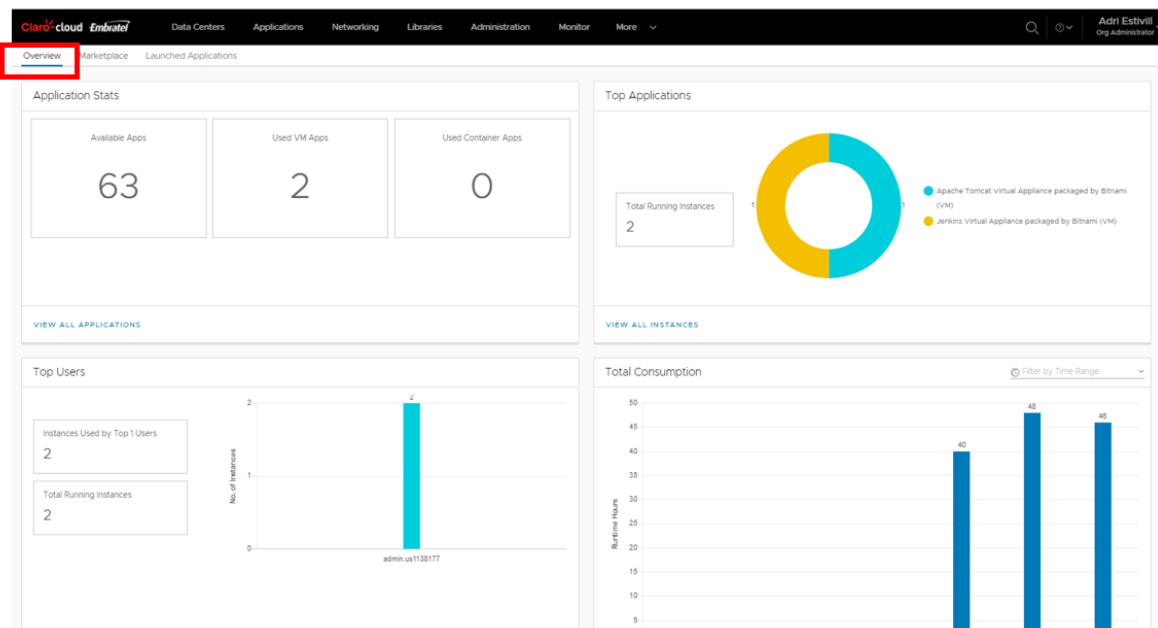 Claro-cloud Embratel Data Centers Applications Networking Libraries Administration Monitor More Adri Estivill
Org Administrator
Overview Marketplace Launched Applications
Application Stats
Available Apps Used VM Apps Used Container Apps
63 2 0
VIEW ALL APPLICATIONS
Top Applications
Total Running Instances
2
1 1
Apache Tomcat Virtual Appliance packaged by Bitnami
(VM)
Jenkins Virtual Appliance packaged by Bitnami (VM)
VIEW ALL INSTANCES
Top Users
Instances Used by Top 1 Users
2
Total Running Instances
2
No. of Instances
2
1
0
2
admin.us1138177
Total Consumption Filter by Time Range
Runtime Hours
50
45
40
35
30
25
20
15
10
5
40 48 46